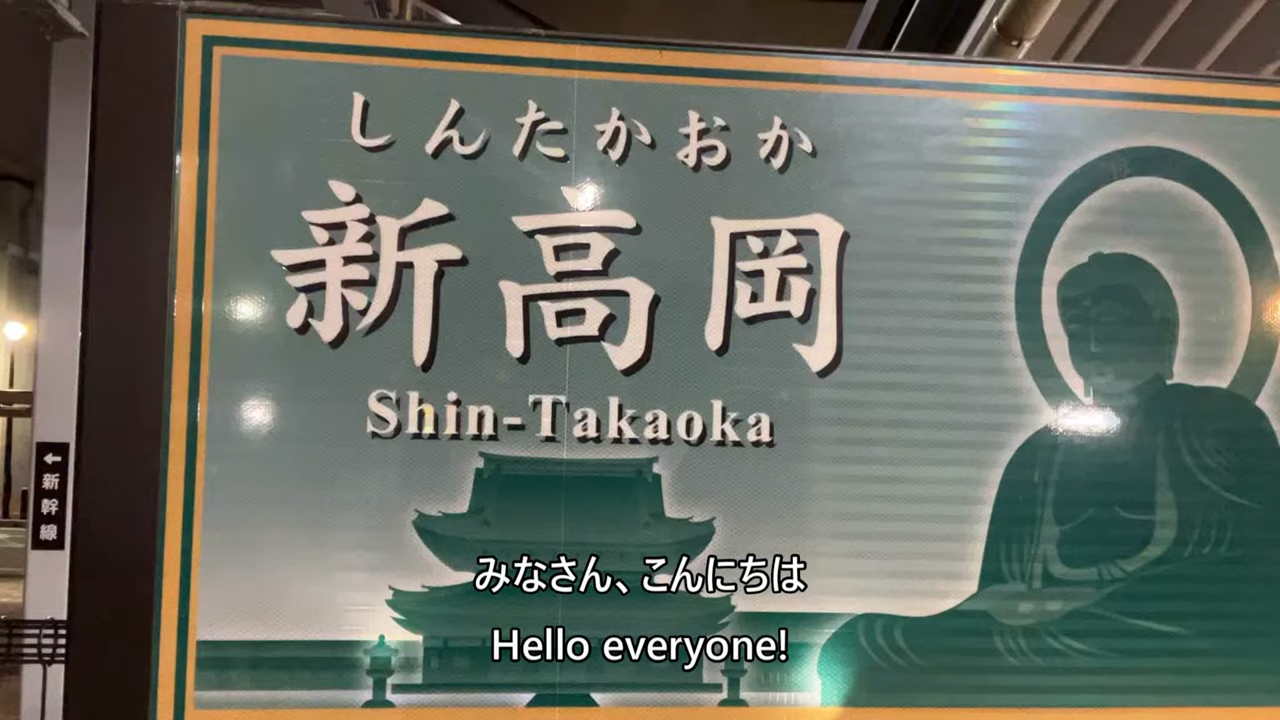 しんたかおか
新高岡
Shin-Takaoka
←新幹線
みなさん、こんにちは
Hello everyone!